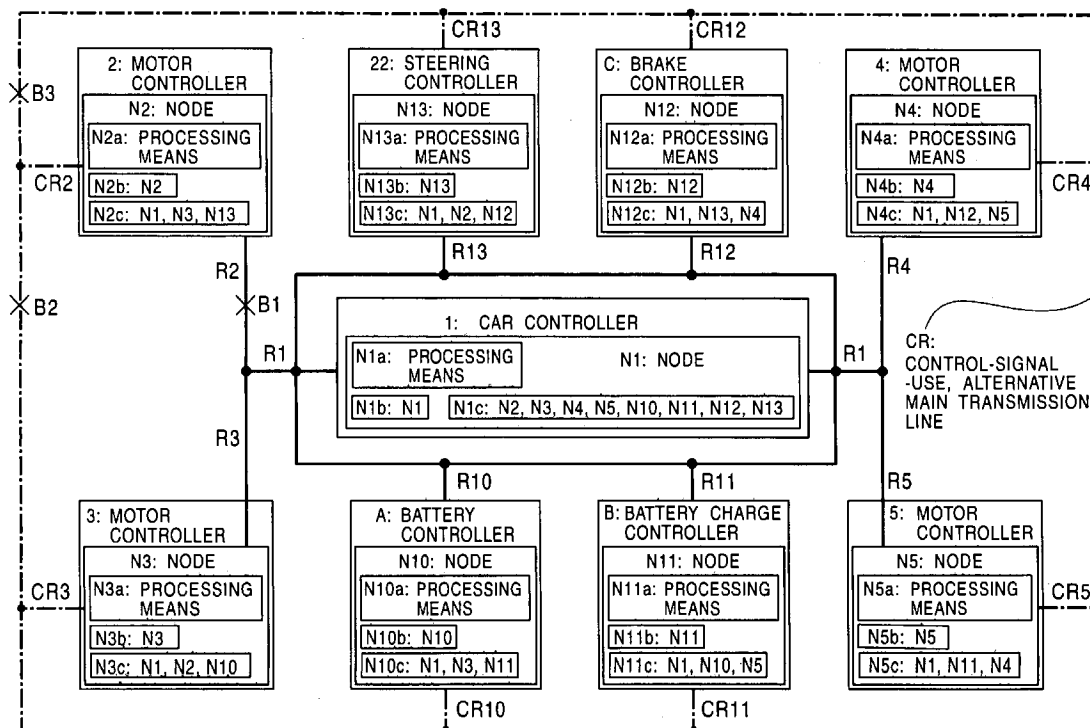 CR13
CR12
2: MOTOR
CONTROLLER
N2: NODE
N2a: PROCESSING
MEANS
N2b: N2
N2c: N1, N3, N13
22: STEERING
CONTROLLER
N13: NODE
N13a: PROCESSING
MEANS
N13b: N13
N13c: N1, N2, N12
C: BRAKE
CONTROLLER
N12: NODE
N12a: PROCESSING
MEANS
N12b: N12
N12c: N1, N13, N4
4: MOTOR
CONTROLLER
N4: NODE
N4a: PROCESSING
MEANS
N4b: N4
N4c: N1, N12, N5
B3
CR2
CR4
R2
R13
R12
R4
B2
B1
R1
1: CAR CONTROLLER
N1a: PROCESSING
MEANS
N1: NODE
N1b: N1
N1c: N2, N3, N4, N5, N10, N11, N12, N13
R1
CR:
CONTROL-SIGNAL
-USE, ALTERNATIVE
MAIN TRANSMISSION
LINE
R3
R10
R11
R5
3: MOTOR
CONTROLLER
N3: NODE
N3a: PROCESSING
MEANS
N3b: N3
N3c: N1, N2, N10
A: BATTERY
CONTROLLER
N10: NODE
N10a: PROCESSING
MEANS
N10b: N10
N10c: N1, N3, N11
B: BATTERY CHARGE
CONTROLLER
N11: NODE
N11a: PROCESSING
MEANS
N11b: N11
N11c: N1, N10, N5
5: MOTOR
CONTROLLER
N5: NODE
N5a: PROCESSING
MEANS
N5b: N5
N5c: N1, N11, N4
CR3
CR5
CR10
CR11